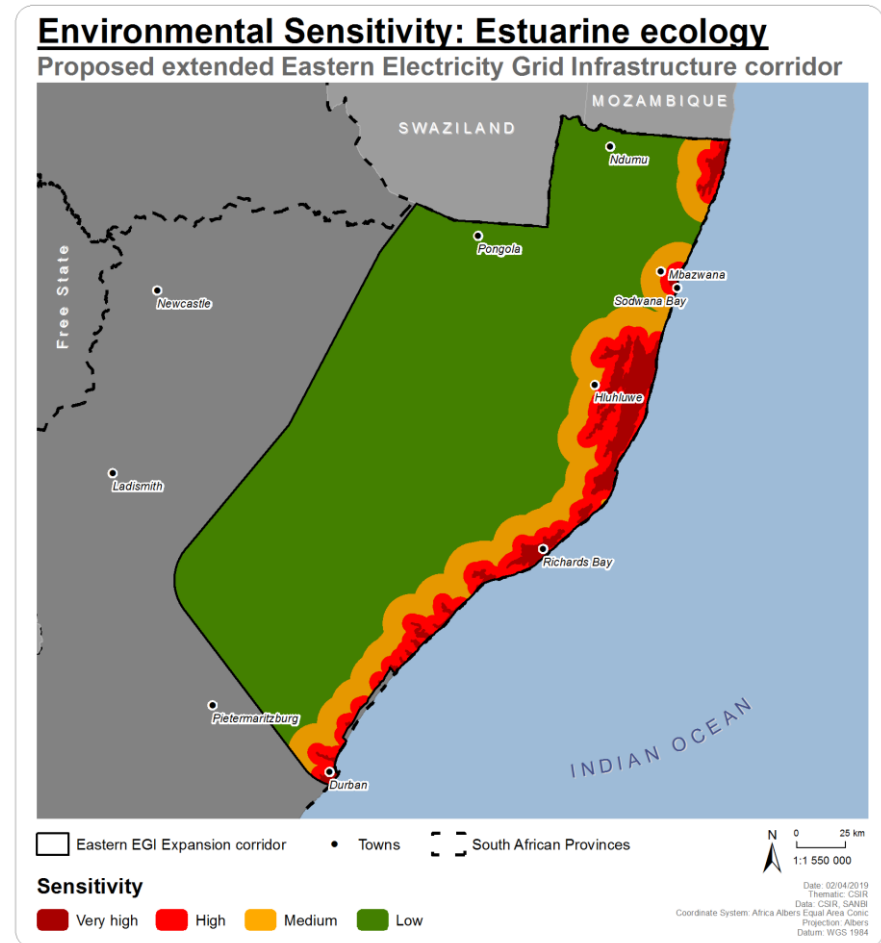 Environmental Sensitivity: Estuarine ecology
Proposed extended Eastern Electricity Grid Infrastructure corridor
MOZAMBIQUE
SWAZILAND
Ndumu
Pongola
Free State
Mbazwana
Newcastle
Sodwana Bay
Hluhluwe
Ladismith
Richards Bay
Pietermaritzburg
INDIAN OCEAN
Durban
Eastern EGI Expansion corridor
Towns
South African Provinces
N
0 25 km
1:1 550 000
Sensitivity
Very high
High
Medium
Low
Date: 02/04/2019
Thematic: CSIR
Data: CSIR, SANBI
Coordinate System: Africa Albers Equal Area Conic
Projection: Albers
Datum: WGS 1984